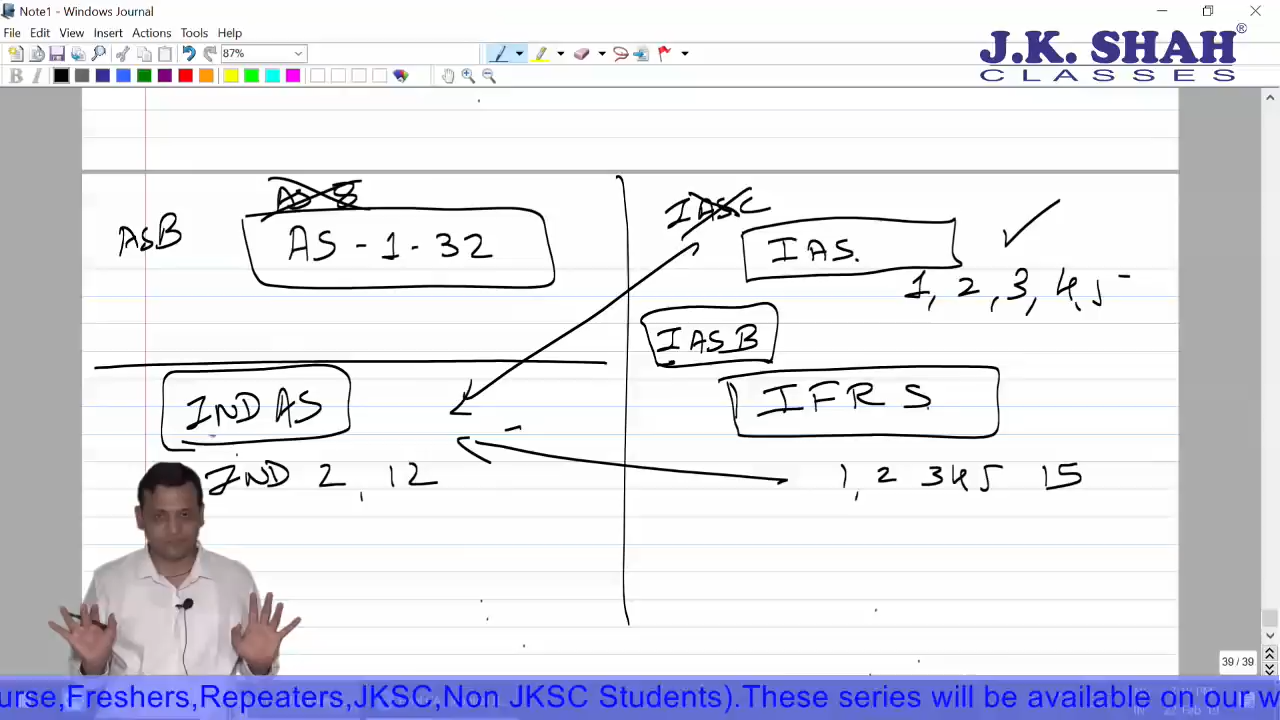 Note1 - Windows Journal
File Edit View Insert Actions Tools Help
87%
J.K. SHAH®
CLASSES
ASB
AS - 1 - 32
IASC
IAS.
1, 2, 3, 4, 5
IASB
IND AS
IFRS
IND 2, 12
1, 2 3 4 5 15
39 / 39
urse,Freshers,Repeaters,JKSC,Non JKSC Students).These series will be available on our w